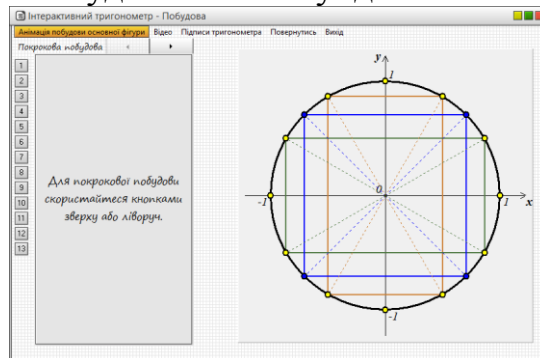 Інтерактивний тригонометр - Побудова
Анімація побудови основної фігури Відео Підписи тригонометра Повернутись Вихід
Покрокова побудова
1
2
3
4
5
6
7
8
9
10
11
12
13
Для покрокової побудови
скористайтеся кнопками
зверху або ліворуч.
y
1
0
-1
1
x
-1